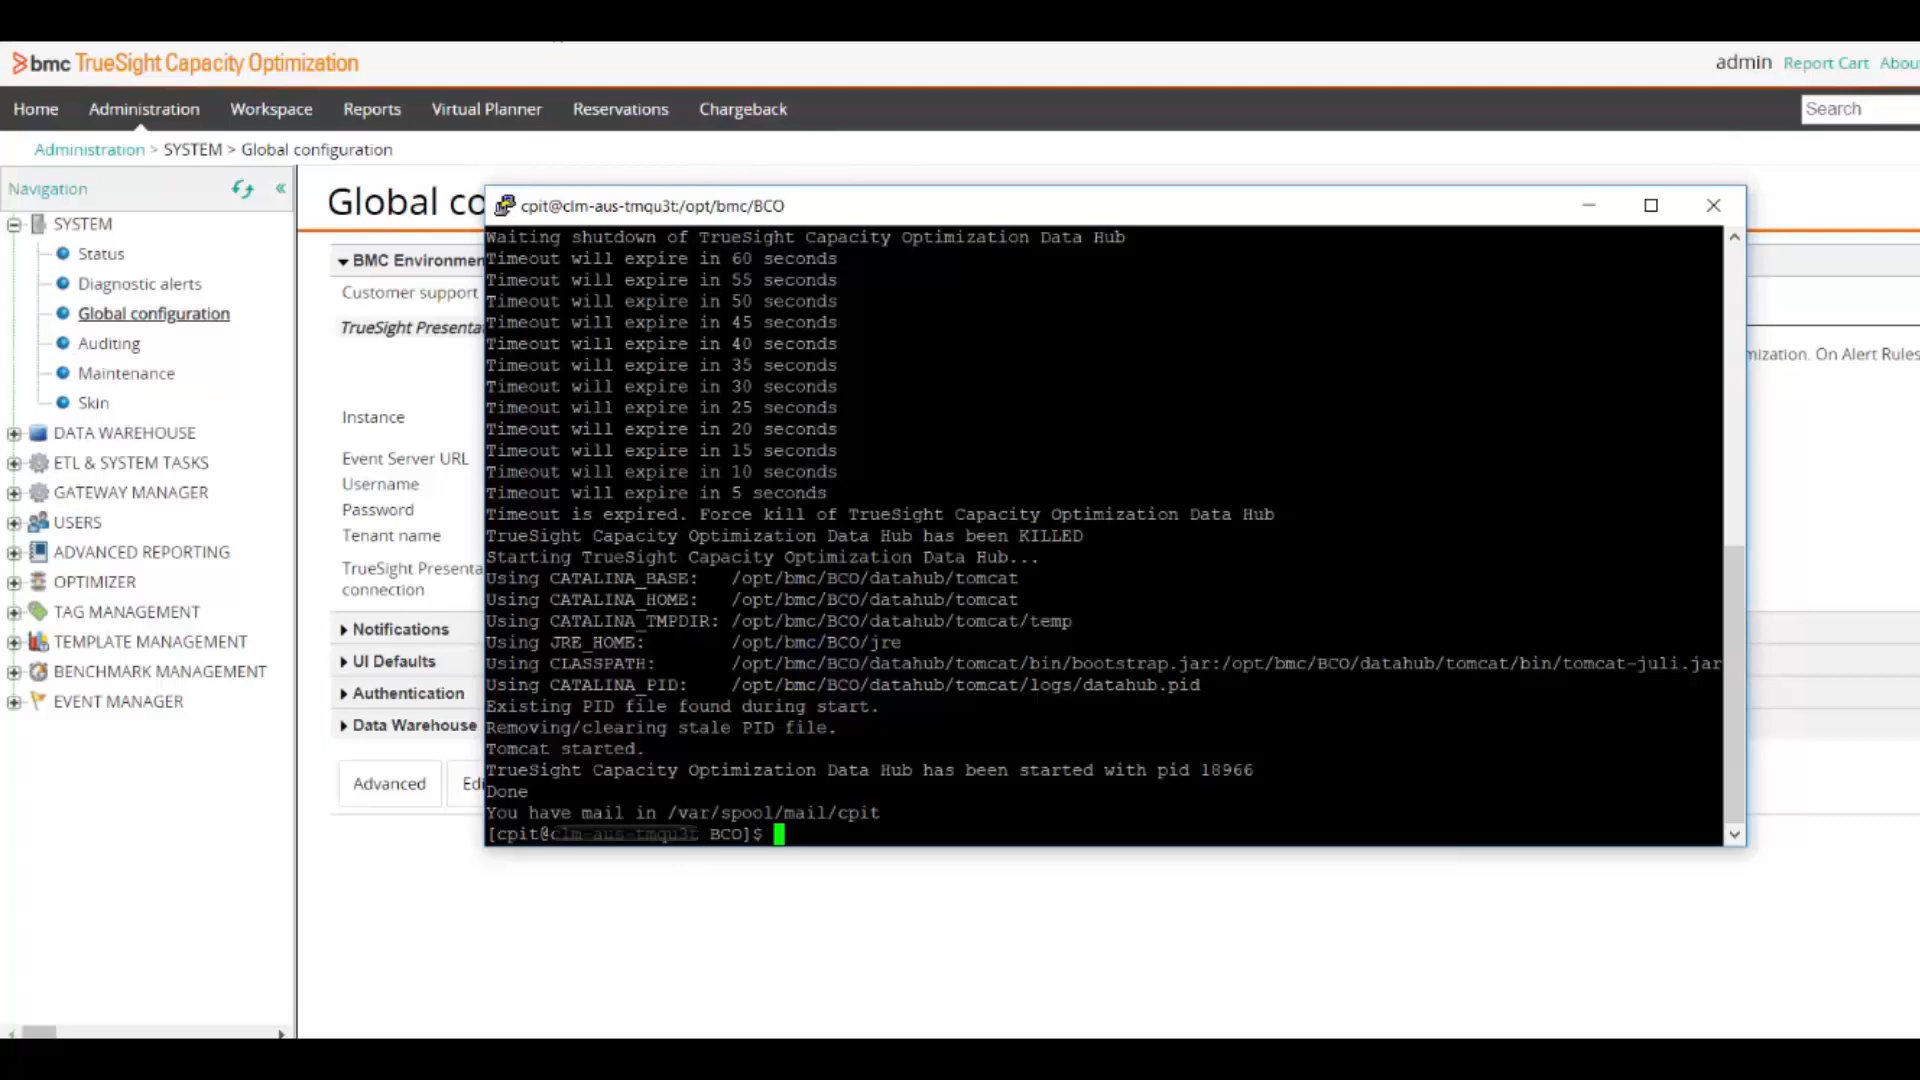 bmc TrueSight Capacity Optimization
admin Report Cart Abou
Home Administration Workspace Reports Virtual Planner Reservations Chargeback
Search
Administration > SYSTEM > Global configuration
Navigation
SYSTEM
Status
Diagnostic alerts
Global configuration
Auditing
Maintenance
Skin
DATA WAREHOUSE
ETL & SYSTEM TASKS
GATEWAY MANAGER
USERS
ADVANCED REPORTING
OPTIMIZER
TAG MANAGEMENT
TEMPLATE MANAGEMENT
BENCHMARK MANAGEMENT
EVENT MANAGER
Global co
BMC Environmen
Customer support
TrueSight Presenta
mization. On Alert Rules
Instance
Event Server URL
Username
Password
Tenant name
TrueSight Presenta
connection
Notifications
UI Defaults
Authentication
Data Warehouse
Advanced Edi
cpit@clm-aus-tmqu3t:/opt/bmc/BCO
Waiting shutdown of TrueSight Capacity Optimization Data Hub
Timeout will expire in 60 seconds
Timeout will expire in 55 seconds
Timeout will expire in 50 seconds
Timeout will expire in 45 seconds
Timeout will expire in 40 seconds
Timeout will expire in 35 seconds
Timeout will expire in 30 seconds
Timeout will expire in 25 seconds
Timeout will expire in 20 seconds
Timeout will expire in 15 seconds
Timeout will expire in 10 seconds
Timeout will expire in 5 seconds
Timeout is expired. Force kill of TrueSight Capacity Optimization Data Hub
TrueSight Capacity Optimization Data Hub has been KILLED
Starting TrueSight Capacity Optimization Data Hub...
Using CATALINA_BASE: /opt/bmc/BCO/datahub/tomcat
Using CATALINA_HOME: /opt/bmc/BCO/datahub/tomcat
Using CATALINA_TMPDIR: /opt/bmc/BCO/datahub/tomcat/temp
Using JRE_HOME: /opt/bmc/BCO/jre
Using CLASSPATH: /opt/bmc/BCO/datahub/tomcat/bin/bootstrap.jar:/opt/bmc/BCO/datahub/tomcat/bin/tomcat-juli.jar
Using CATALINA_PID: /opt/bmc/BCO/datahub/tomcat/logs/datahub.pid
Existing PID file found during start.
Removing/clearing stale PID file.
Tomcat started.
TrueSight Capacity Optimization Data Hub has been started with pid 18966
Done
You have mail in /var/spool/mail/cpit
[cpit@clm-aus-tmqu3t BCO]$